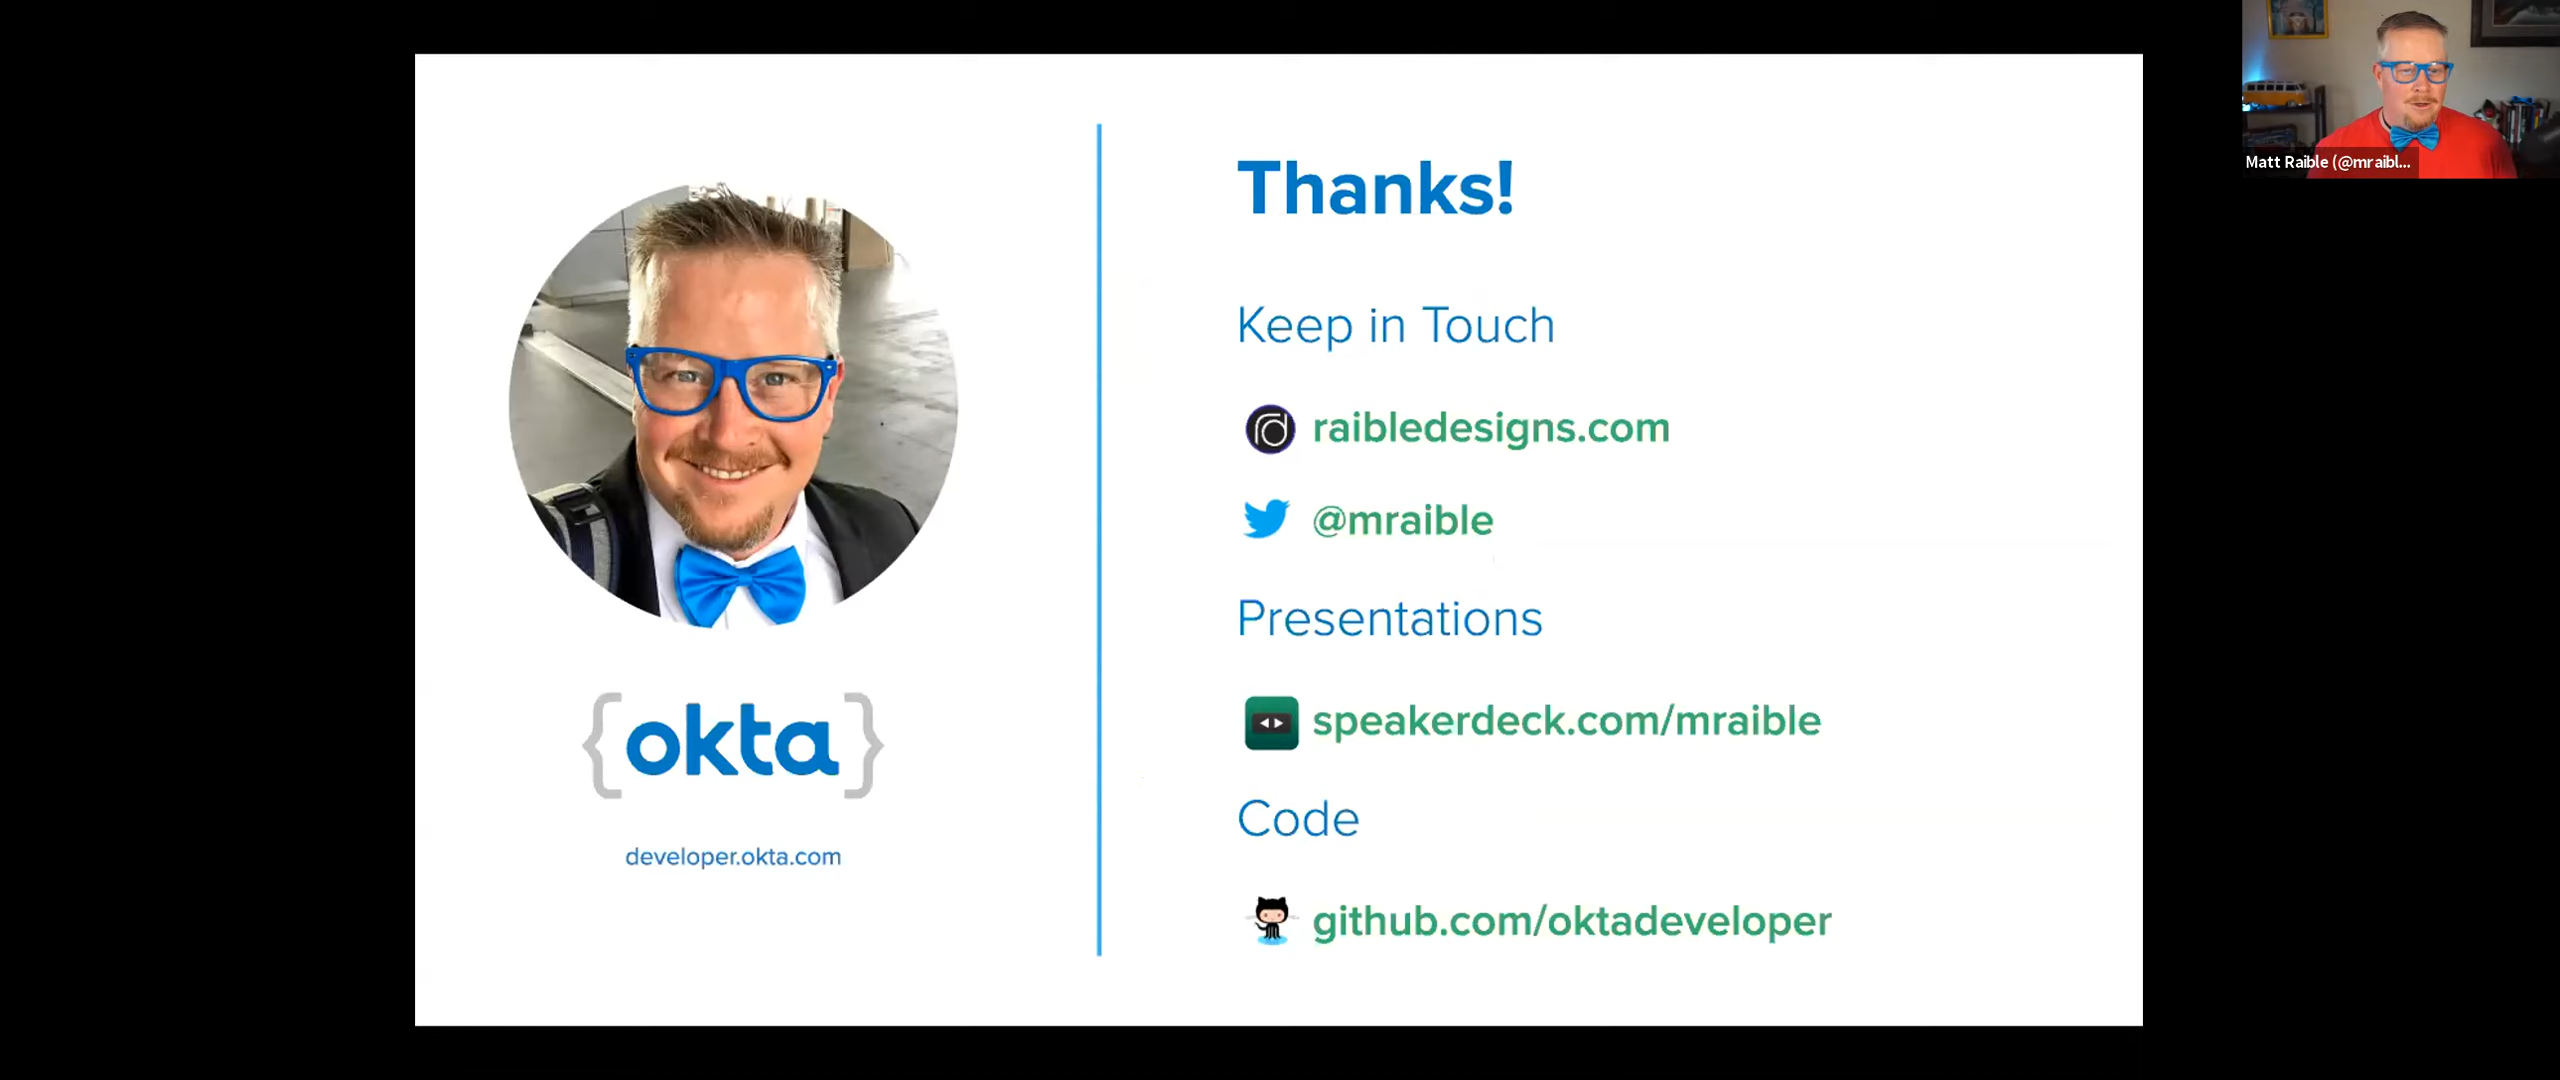 Thanks!
Keep in Touch
raibledesigns.com
@mraible
Presentations
speakerdeck.com/mraible
Code
github.com/oktadeveloper
{okta}
developer.okta.com
Matt Raible (@mraibl...